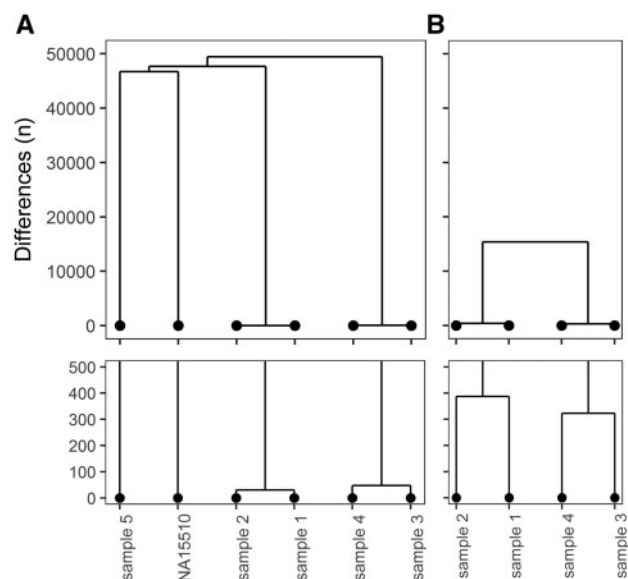 A
B
Differences (n)
50000
40000
30000
20000
10000
0
500
400
300
200
100
0
sample 5
NA15510
sample 2
sample 1
sample 4
sample 3
sample 2
sample 1
sample 4
sample 3